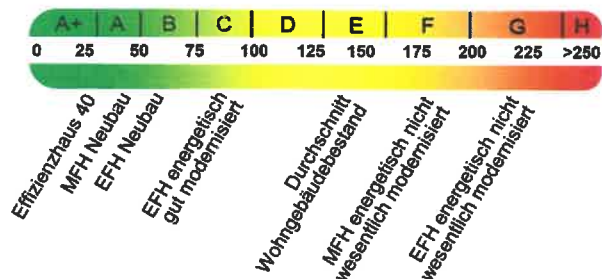 A+ A B C D E F G H
0 25 50 75 100 125 150 175 200 225 >250
Effizienzhaus 40
MFH Neubau
EFH Neubau
EFH energetisch
gut modernisiert
Durchschnitt
Wohngebäudebestand
MFH energetisch nicht
wesentlich modernisiert
EFH energetisch nicht
wesentlich modernisiert